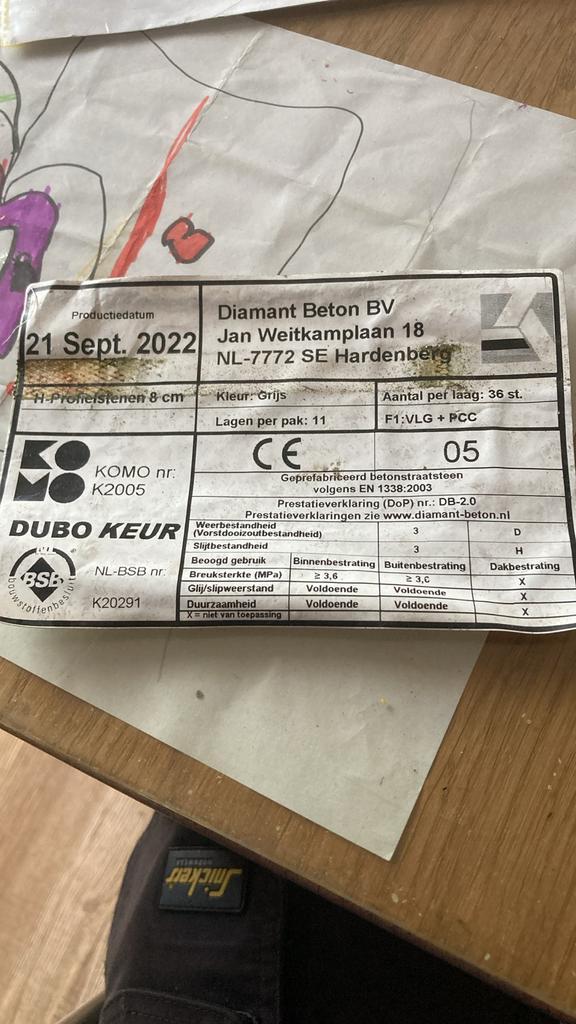 Productiedatum
21 Sept. 2022
Diamant Beton BV
Jan Weitkamplaan 18
NL-7772 SE Hardenberg
H-Profielstenen 8 cm
Kleur: Grijs
Aantal per laag: 36 st.
Lagen per pak: 11
F1:VLG + PCC
KOMO
KOMO nr:
K2005
CE
05
Geprefabriceerd betonstraatsteen
volgens EN 1338:2003
Prestatieverklaring (DoP) nr.: DB-2.0
Prestatieverklaringen zie www.diamant-beton.nl
DUBO KEUR
BSB
bouwstoffenbesluit
NL-BSB nr:
K20291
Weerbestandheid
(Vorstdooizoutbestandheid) 3 D
Slijtbestandheid 3 H
Beoogd gebruik Binnenbestrating Buitenbestrating Dakbestrating
Breuksterkte (MPa) ≥ 3,6 ≥ 3,6 X
Glij/slipweerstand Voldoende Voldoende X
Duurzaamheid Voldoende Voldoende X
X = niet van toepassing
Snickers
WORKWEAR